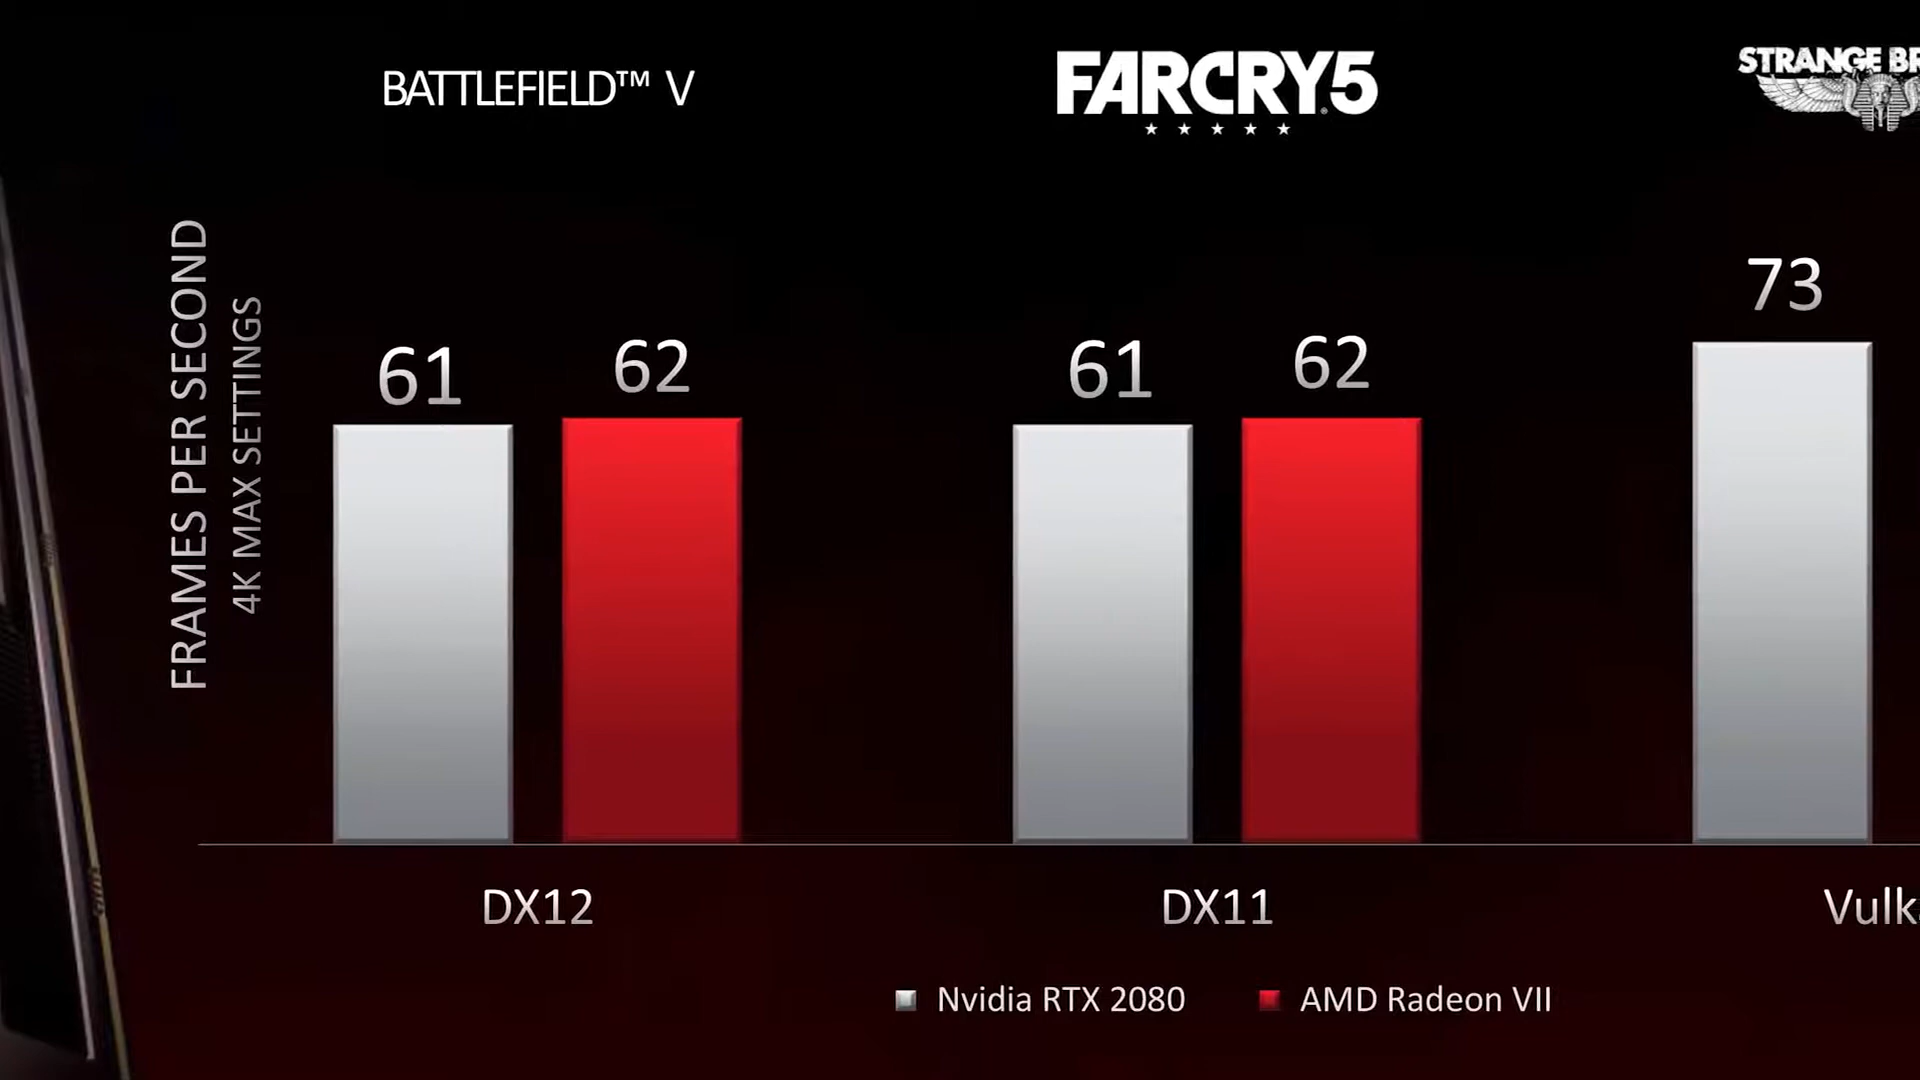 BATTLEFIELD™ V
FARCRY5
STRANGE
FRAMES PER SECOND
4K MAX SETTINGS
61
62
61
62
73
DX12
DX11
Nvidia RTX 2080
AMD Radeon VII